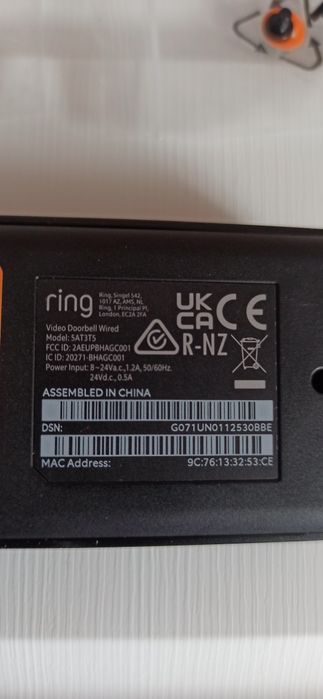 ring
Ring, Singel 542,
1017 AZ, AMS, NL
Ring, 1 Principal Pl,
London, EC2A 2FA
UK
CA
CE
Video Doorbell Wired
Model: 5AT3T5
FCC ID: 2AEUPBHAGC001
IC ID: 20271-BHAGC001
R-NZ
Power Input: 8~24Va.c.,1.2A, 50/60Hz.
24Vd.c., 0.5A
ASSEMBLED IN CHINA
DSN: G071UN0112530BBE
MAC Address: 9C:76:13:32:53:CE